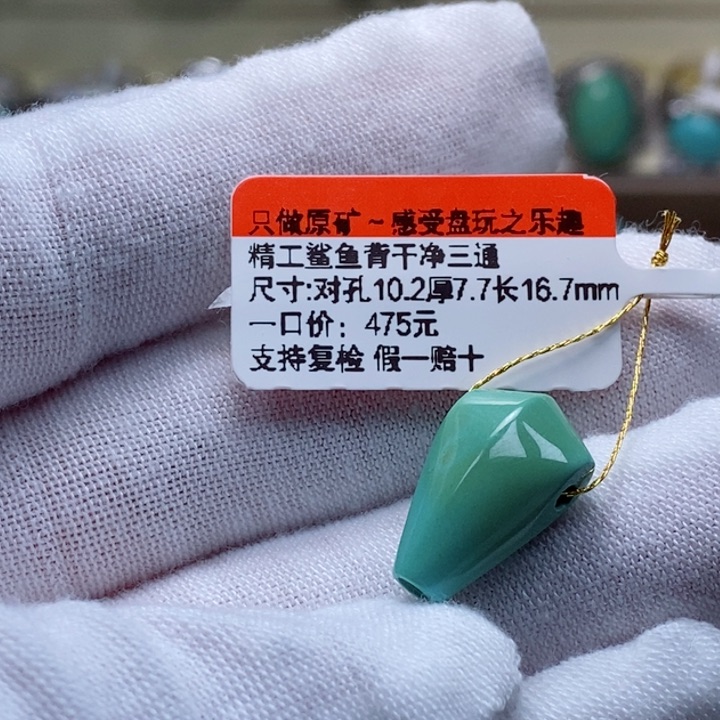 只做原矿~感受盘玩之乐趣
精工鲨鱼背干净三通
尺寸:对孔10.2厚7.7长16.7mm
一口价：475元
支持复检 假一赔十